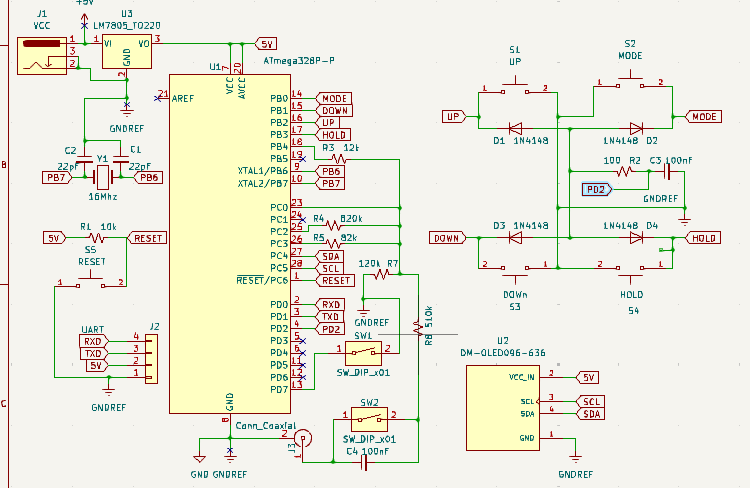 J1
VCC
1
3
2
+5V
U3
LM7805_TO220
1
VI
VO
3
GND
2
5V
GNDREF
C2
22pF
Y1
C1
22pF
PB7
PB6
16Mhz
5V
R1 10k
RESET
S5
RESET
1
2
UART
RXD
TXD
5V
4
3
2
1
J2
GNDREF
U1
ATmega328P-P
7
20
VCC
AVCC
21
AREF
PB0
14
MODE
PB1
15
DOWN
PB2
16
UP
PB3
17
HOLD
PB4
18
R3 12k
PB5
19
XTAL1/PB6
9
PB6
XTAL2/PB7
10
PB7
PC0
23
PC1
24
PC2
25
R4 820k
PC3
26
R5 82k
PC4
27
SDA
PC5
28
SCL
RESET/PC6
1
RESET
PD0
2
RXD
PD1
3
TXD
PD2
4
PD2
PD3
5
PD4
6
PD5
11
PD6
12
PD7
13
GND
8
GND GNDREF
120k R7
GNDREF
R8 510k
SW1
SW_DIP_x01
SW2
SW_DIP_x01
Conn_Coaxial
2
J3
1
C4 100nF
S1
UP
1
2
S2
MODE
2
1
UP
D1 1N4148
1N4148 D2
MODE
100 R2
C3 100nF
PD2
GNDREF
DOWN
D3 1N4148
1N4148 D4
HOLD
2
1
DOWn
S3
2
1
HOLD
S4
U2
DM-OLED096-636
VCC_IN
2
5V
SCL
3
SCL
SDA
4
SDA
GND
1
GNDREF
B
C